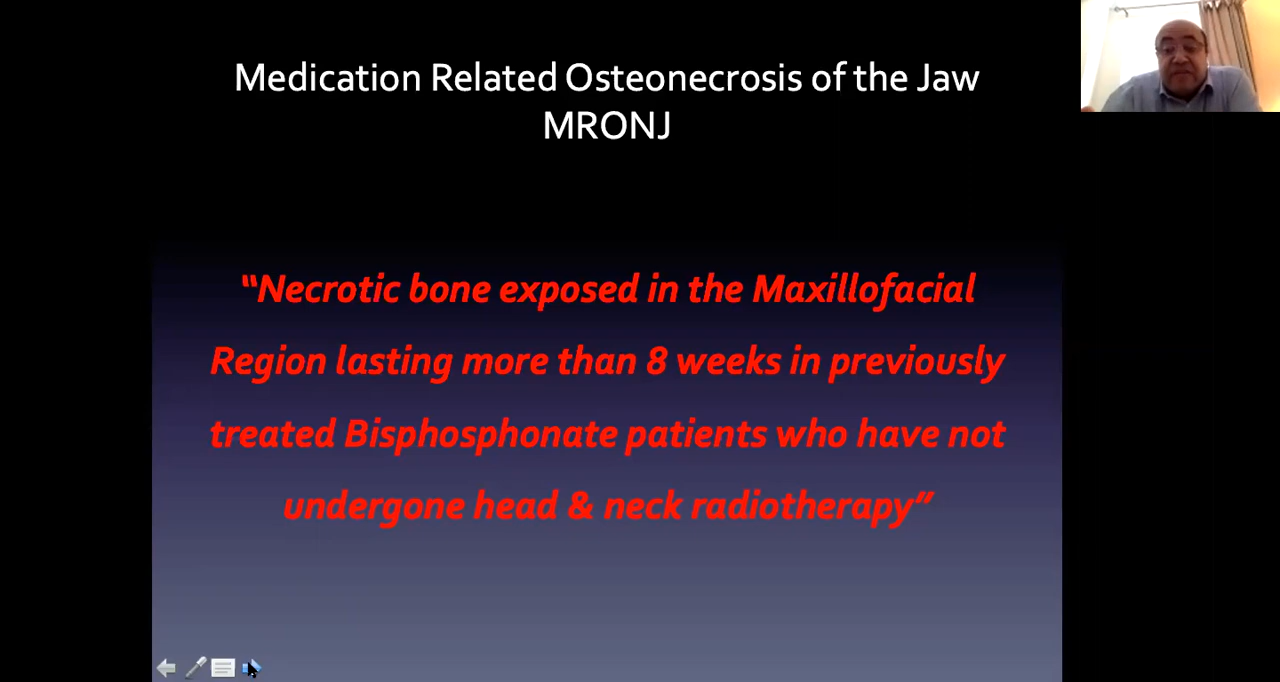 Medication Related Osteonecrosis of the Jaw
MRONJ
“Necrotic bone exposed in the Maxillofacial
Region lasting more than 8 weeks in previously
treated Bisphosphonate patients who have not
undergone head & neck radiotherapy”